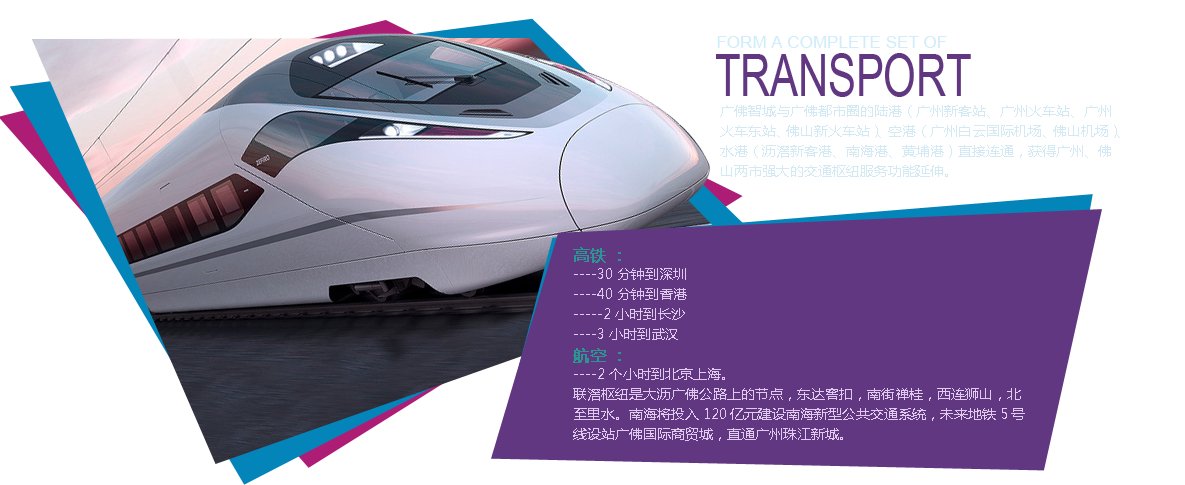 FORM A COMPLETE SET OF
TRANSPORT
广佛智城与广佛都市圈的陆港（广州新客站、广州火车站、广州
火车东站、佛山新火车站）、空港（广州白云国际机场、佛山机场）、
水港（沥滘新客港、南海港、黄埔港）直接连通，获得广州、佛
山两市强大的交通枢纽服务功能延伸。
ZEFIRO
高铁 ：
----30 分钟到深圳
----40 分钟到香港
-----2 小时到长沙
----3 小时到武汉
航空 ：
----2 个小时到北京上海。
联滘枢纽是大沥广佛公路上的节点，东达窖扣，南街禅桂，西连狮山，北
至里水。南海将投入 120 亿元建设南海新型公共交通系统，未来地铁 5 号
线设站广佛国际商贸城，直通广州珠江新城。